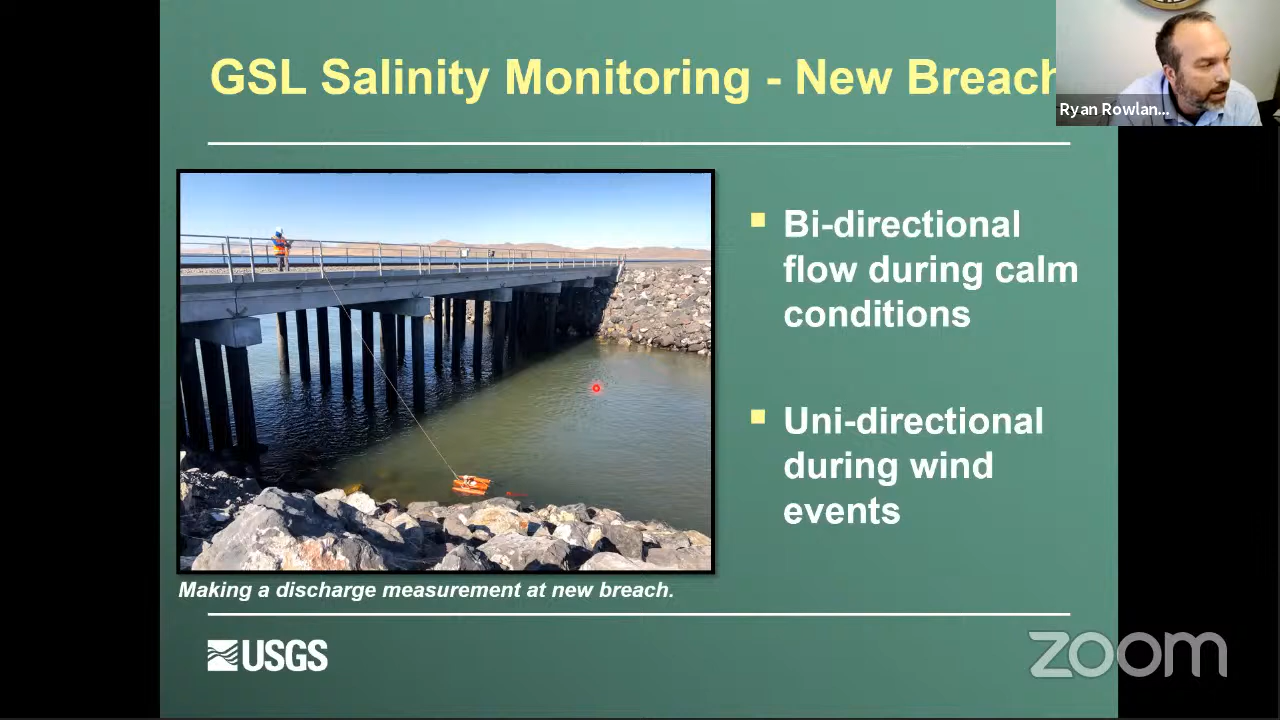 GSL Salinity Monitoring - New Breach
Ryan Rowlan...
Bi-directional
flow during calm
conditions
Uni-directional
during wind
events
Making a discharge measurement at new breach.
USGS
zoom